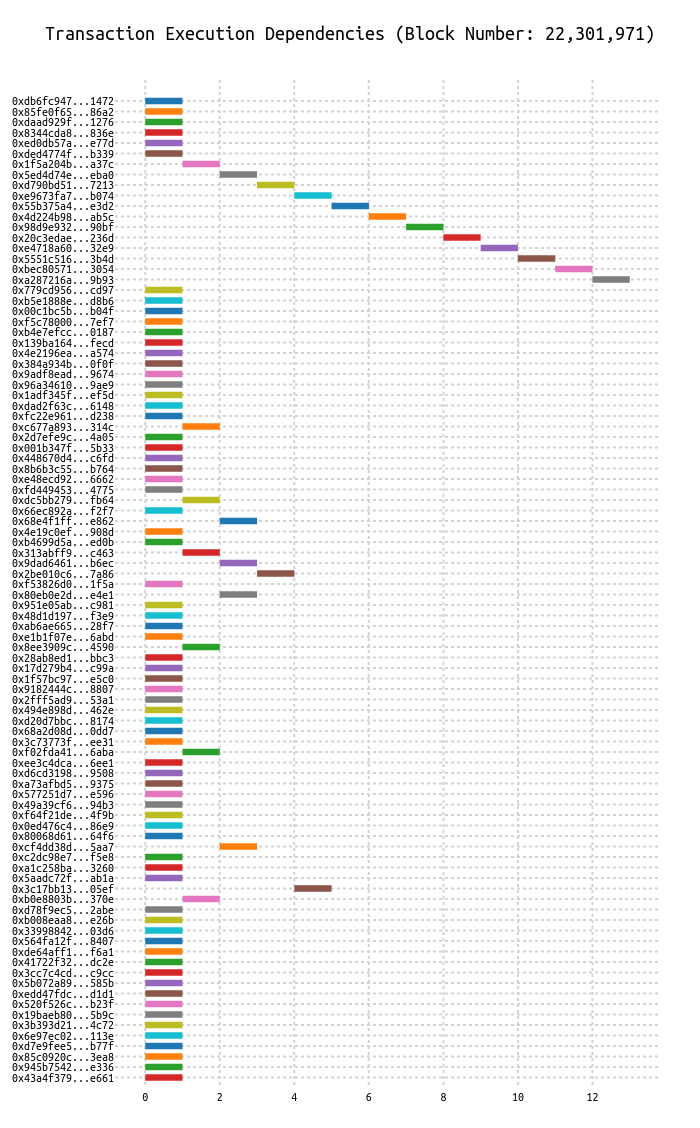 Transaction Execution Dependencies (Block Number: 22,301,971)
0xdb6fc947...1472
0x85fe0f65...86a2
0xdaad929f...1276
0x8344cda8...836e
0xed0db57a...e77d
0xded4774f...b339
0x1f5a204b...a37c
0x5ed4d74e...eba0
0xd790bd51...7213
0xe9673fa7...b074
0x55b375a4...e3d2
0x4d224b98...ab5c
0x98d9e932...90bf
0x20c3edae...236d
0xe4718a60...32e9
0x5551c516...3b4d
0xbec80571...3054
0xa287216a...9b93
0x779cd956...cd97
0xb5e1888e...d8b6
0x00c1bc5b...b04f
0xf5c78000...7ef7
0xb4e7efcc...0187
0x139ba164...fecd
0x4e2196ea...a574
0x384a934b...0f0f
0x9adf8ead...9674
0x96a34610...9ae9
0x1adf345f...ef5d
0xdad2f63c...6148
0xfc22e961...d238
0xc677a893...314c
0x2d7efe9c...4a05
0x001b347f...5b33
0x448670d4...c6fd
0x8b6b3c55...b764
0xe48ecd92...6662
0xfd449453...4775
0xdc5bb279...fb64
0x66ec892a...f2f7
0x68e4f1ff...e862
0x4e19c0ef...908d
0xb4699d5a...ed0b
0x313abff9...c463
0x9dad6461...b6ec
0x2be010c6...7a86
0xf53826d0...1f5a
0x80eb0e2d...e4e1
0x951e05ab...c981
0x48d1d197...f3e9
0xab6ae665...28f7
0xe1b1f07e...6abd
0x8ee3909c...4590
0x28ab8ed1...bbc3
0x17d279b4...c99a
0x1f57bc97...e5c0
0x9182444c...8807
0x2fff5ad9...53a1
0x494e898d...462e
0xd20d7bbc...8174
0x68a2d08d...0dd7
0x3c73773f...ee31
0xf02fda41...6aba
0xee3c4dca...6ee1
0xd6cd3198...9508
0xa73afbd5...9375
0x577251d7...e596
0x49a39cf6...94b3
0xf64f21de...4f9b
0x0ed476c4...86e9
0x80068d61...64f6
0xcf4dd38d...5aa7
0xc2dc98e7...f5e8
0xa1c258ba...3260
0x5aadc72f...ab1a
0x3c17bb13...05ef
0xb0e8803b...370e
0xd78f9ec5...2abe
0xb008eaa8...e26b
0x33998842...03d6
0x564fa12f...8407
0xde64aff1...f6a1
0x41722f32...dc2e
0x3cc7c4cd...c9cc
0x5b072a89...585b
0xedd47fdc...d1d1
0x520f526c...b23f
0x19baeb80...5b9c
0x3b393d21...4c72
0x6e97ec02...113e
0xd7e9fee5...b77f
0x85c0920c...3ea8
0x945b7542...e336
0x43a4f379...e661
0 2 4 6 8 10 12